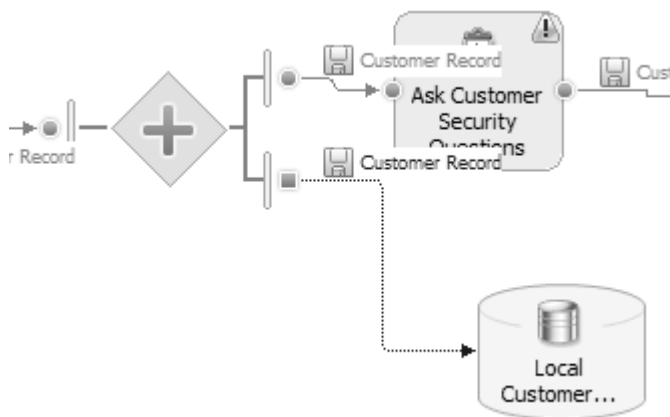 Customer Record
Cust
Ask Customer
Security
Questions
r Record
Customer Record
Local
Customer...